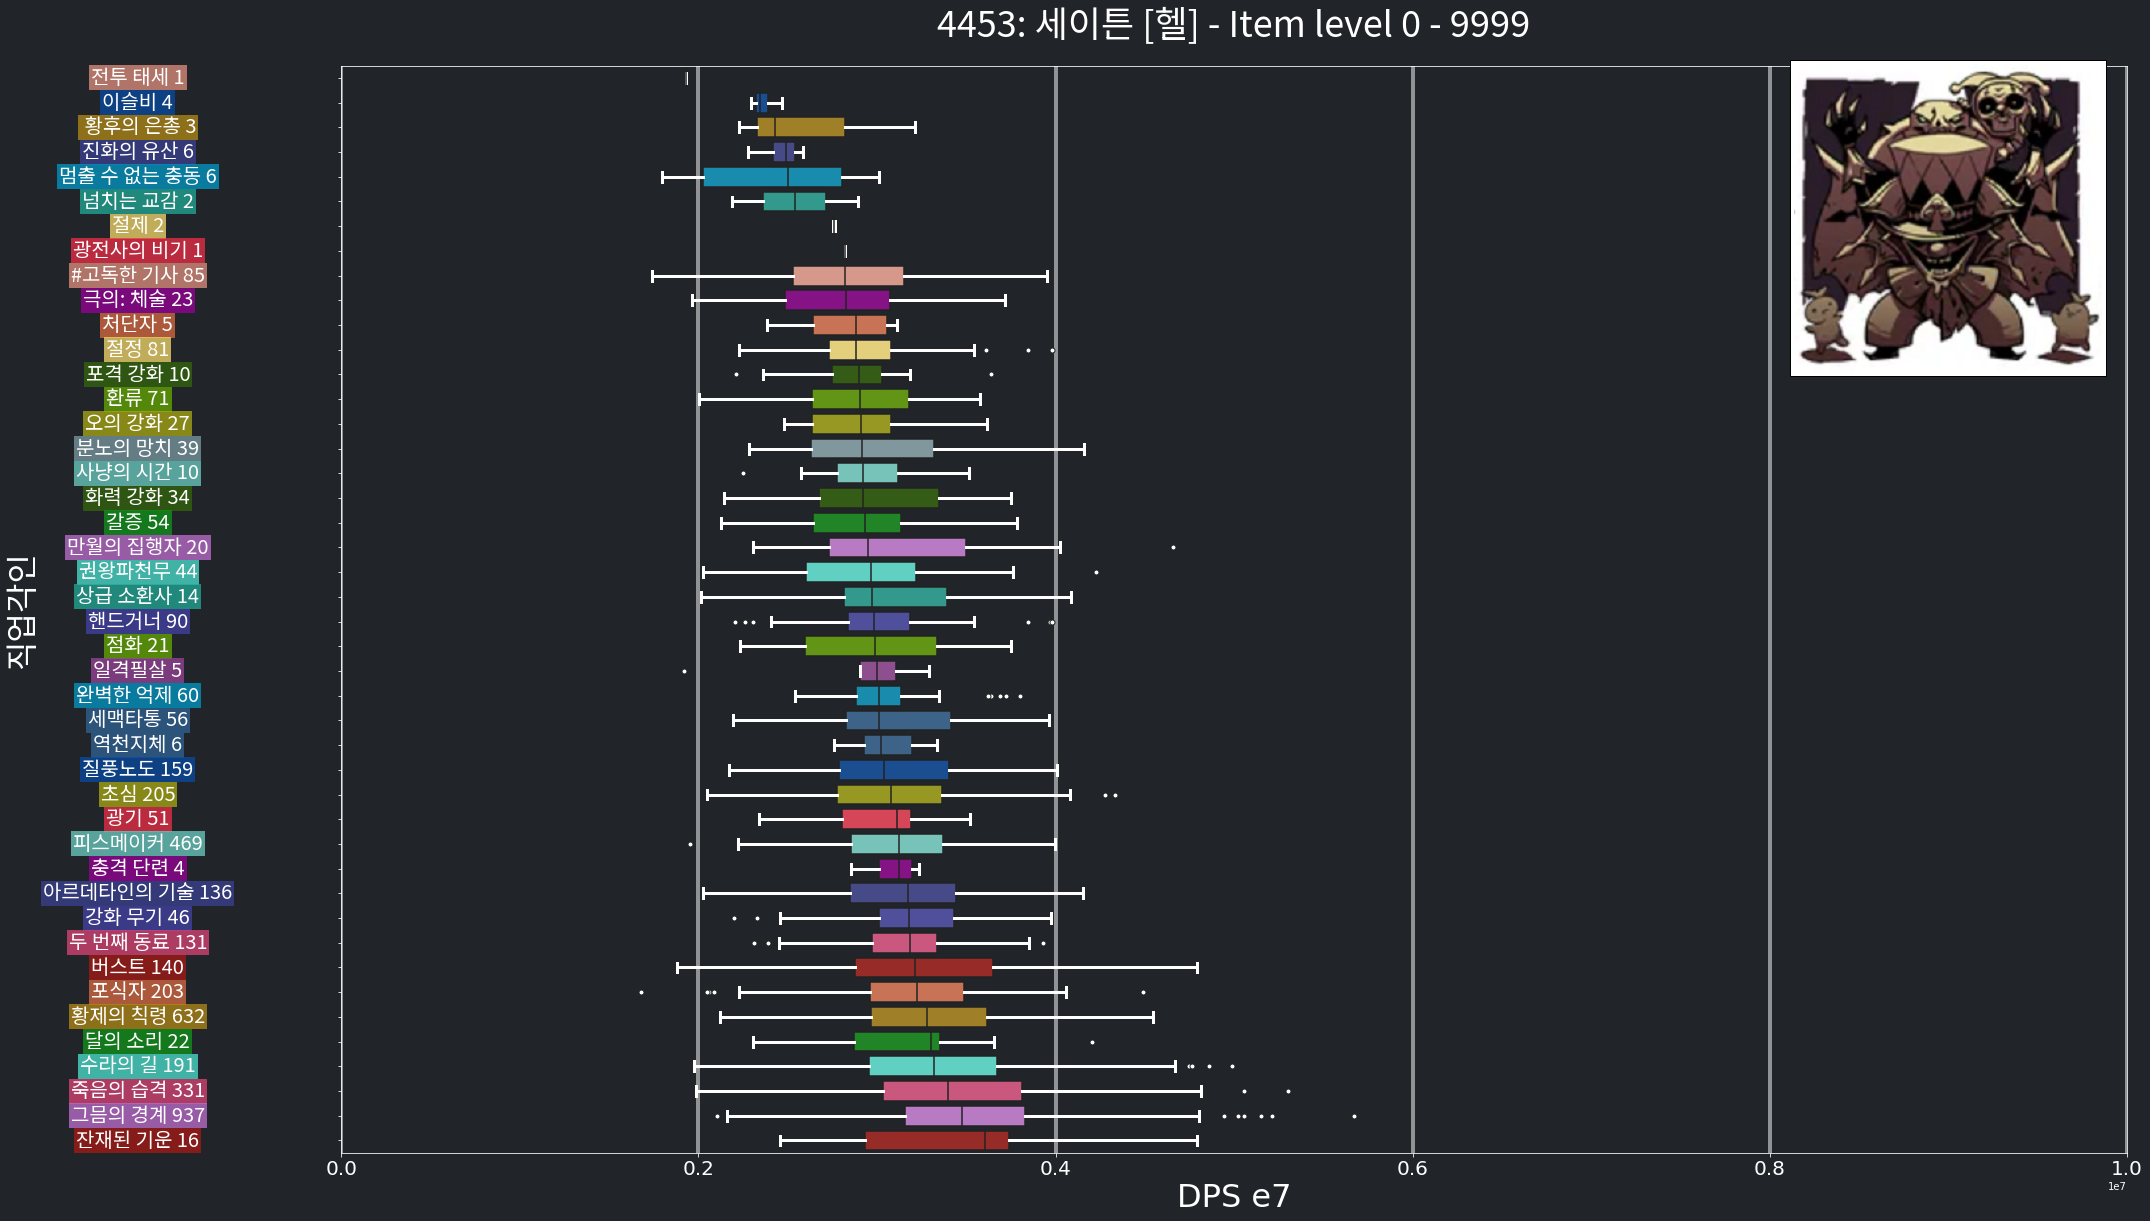 4453: 세이튼 [헬] - Item level 0 - 9999
직업각인
전투 태세 1
이슬비 4
황후의 은총 3
진화의 유산 6
멈출 수 없는 충동 6
넘치는 교감 2
절제 2
광전사의 비기 1
#고독한 기사 85
극의: 체술 23
처단자 5
절정 81
포격 강화 10
환류 71
오의 강화 27
분노의 망치 39
사냥의 시간 10
화력 강화 34
갈증 54
만월의 집행자 20
권왕파천무 44
상급 소환사 14
핸드거너 90
점화 21
일격필살 5
완벽한 억제 60
세맥타통 56
역천지체 6
질풍노도 159
초심 205
광기 51
피스메이커 469
충격 단련 4
아르데타인의 기술 136
강화 무기 46
두 번째 동료 131
버스트 140
포식자 203
황제의 칙령 632
달의 소리 22
수라의 길 191
죽음의 습격 331
그믐의 경계 937
잔재된 기운 16
0.0 0.2 0.4 0.6 0.8 1.0
1e7
DPS e7